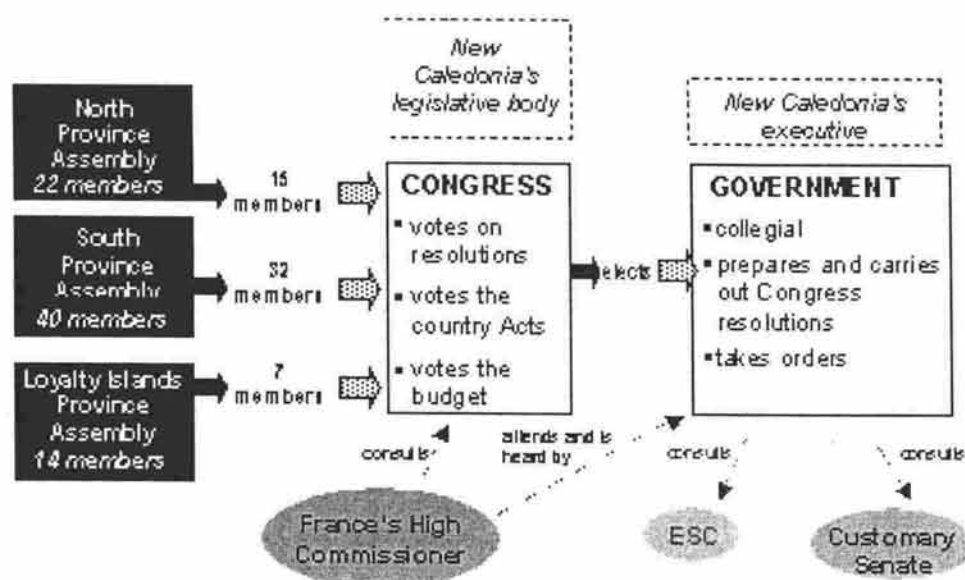 New
Caledonia's
legislative body
New Caledonia's
executive
North
Province
Assembly
22 members
15
members
South
Province
Assembly
40 members
32
members
Loyalty Islands
Province
Assembly
14 members
7
members
CONGRESS
▪ votes on
resolutions
▪ votes the
country Acts
▪ votes the
budget
elects
GOVERNMENT
▪ collegial
▪ prepares and carries
out Congress
resolutions
▪ takes orders
consults
attends and is
heard by
consults
consults
France's High
Commissioner
ESC
Customary
Senate